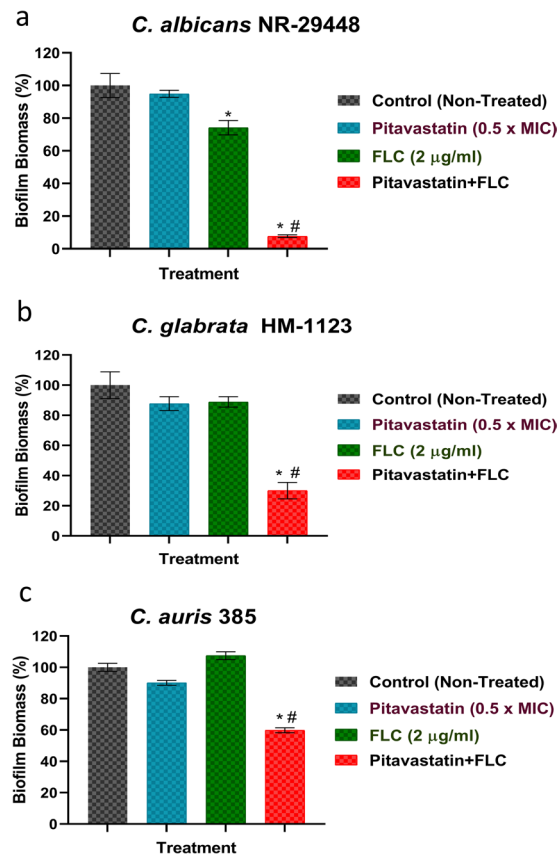 a
C. albicans NR-29448
Biofilm Biomass (%)
120
100
80
60
40
20
0
*
* #
Treatment
Control (Non-Treated)
Pitavastatin (0.5 x MIC)
FLC (2 µg/ml)
Pitavastatin+FLC
b
C. glabrata HM-1123
Biofilm Biomass (%)
120
100
80
60
40
20
0
* #
Treatment
Control (Non-Treated)
Pitavastatin (0.5 x MIC)
FLC (2 µg/ml)
Pitavastatin+FLC
c
C. auris 385
Biofilm Biomass (%)
120
100
80
60
40
20
0
* #
Treatment
Control (Non-Treated)
Pitavastatin (0.5 x MIC)
FLC (2 µg/ml)
Pitavastatin+FLC